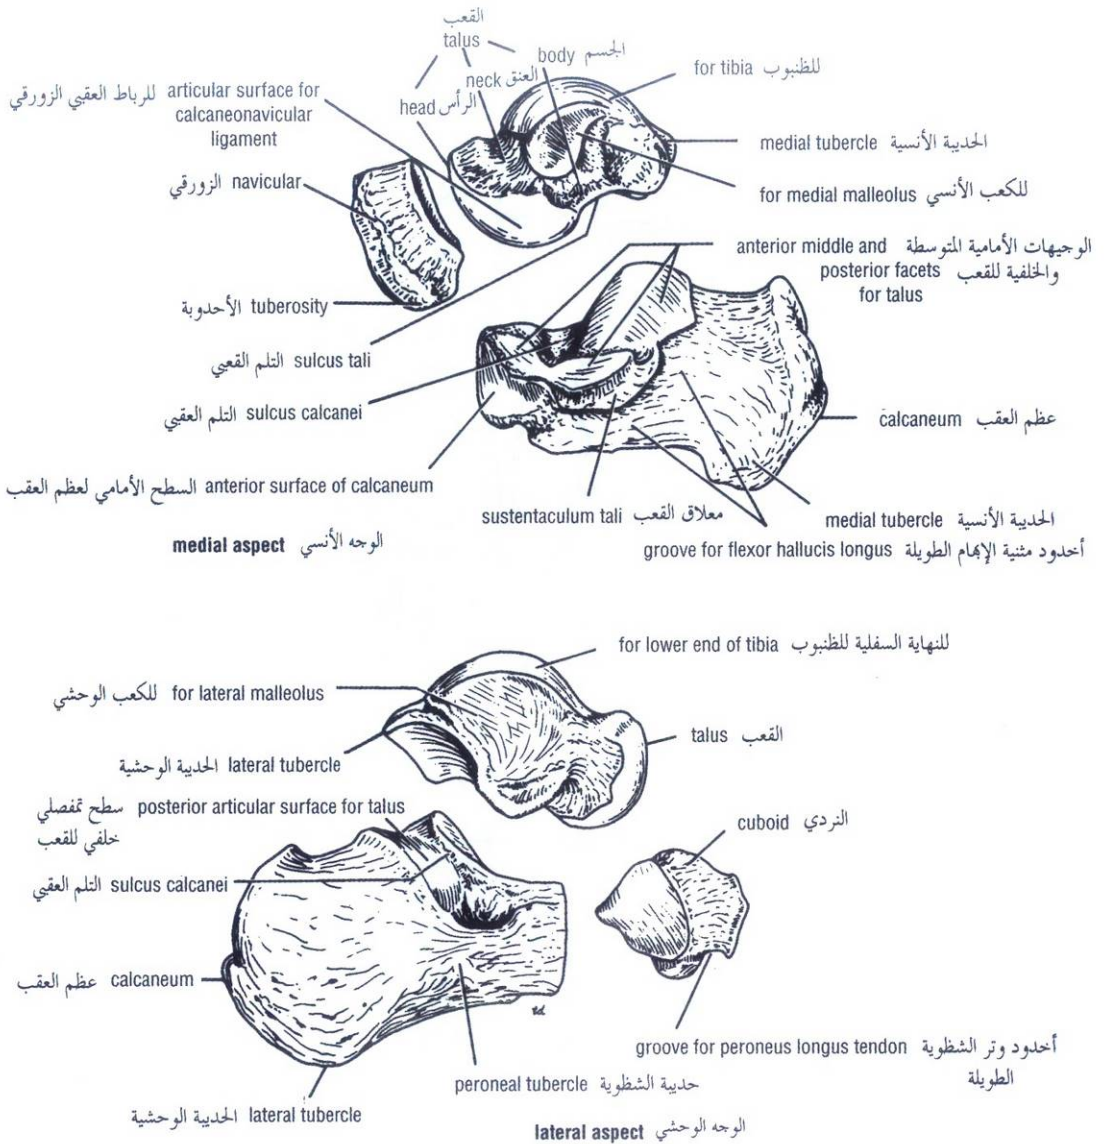 القعب
talus
body الجسم
for tibia للظنبوب
neck العنق
head الرأس
articular surface for للرباط العقبي الزورقي
calcaneonavicular
ligament
medial tubercle الحديبة الأنسية
navicular الزورقي
for medial malleolus للكعب الأنسي
anterior middle and الوجيهات الأمامية المتوسطة
posterior facets والخلفية للقعب
for talus
tuberosity الأحدوبة
sulcus tali التلم القعبي
sulcus calcanei التلم العقبي
calcaneum عظم العقب
anterior surface of calcaneum السطح الأمامي لعظم العقب
sustentaculum tali معلاق القعب
medial tubercle الحديبة الأنسية
medial aspect الوجه الأنسي
groove for flexor hallucis longus أخدود مثنية الإبهام الطويلة
for lower end of tibia للنهاية السفلية للظنبوب
for lateral malleolus للكعب الوحشي
talus القعب
lateral tubercle الحديبة الوحشية
posterior articular surface for talus سطح تمفصلي
خلفي للقعب
cuboid النردي
sulcus calcanei التلم العقبي
calcaneum عظم العقب
groove for peroneus longus tendon أخدود وتر الشظوية
الطويلة
peroneal tubercle حديبة الشظوية
lateral tubercle الحديبة الوحشية
lateral aspect الوجه الوحشي